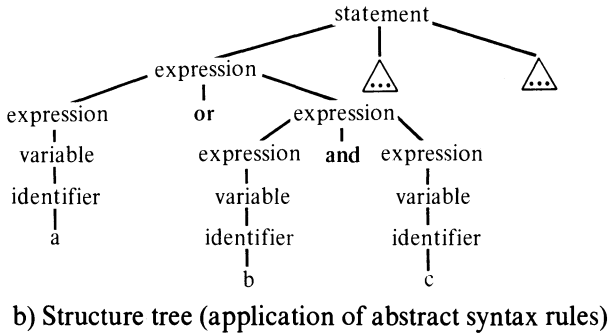 statement
expression
... ...
expression or expression
variable expression and expression
identifier variable variable
a identifier identifier
b c
b) Structure tree (application of abstract syntax rules)